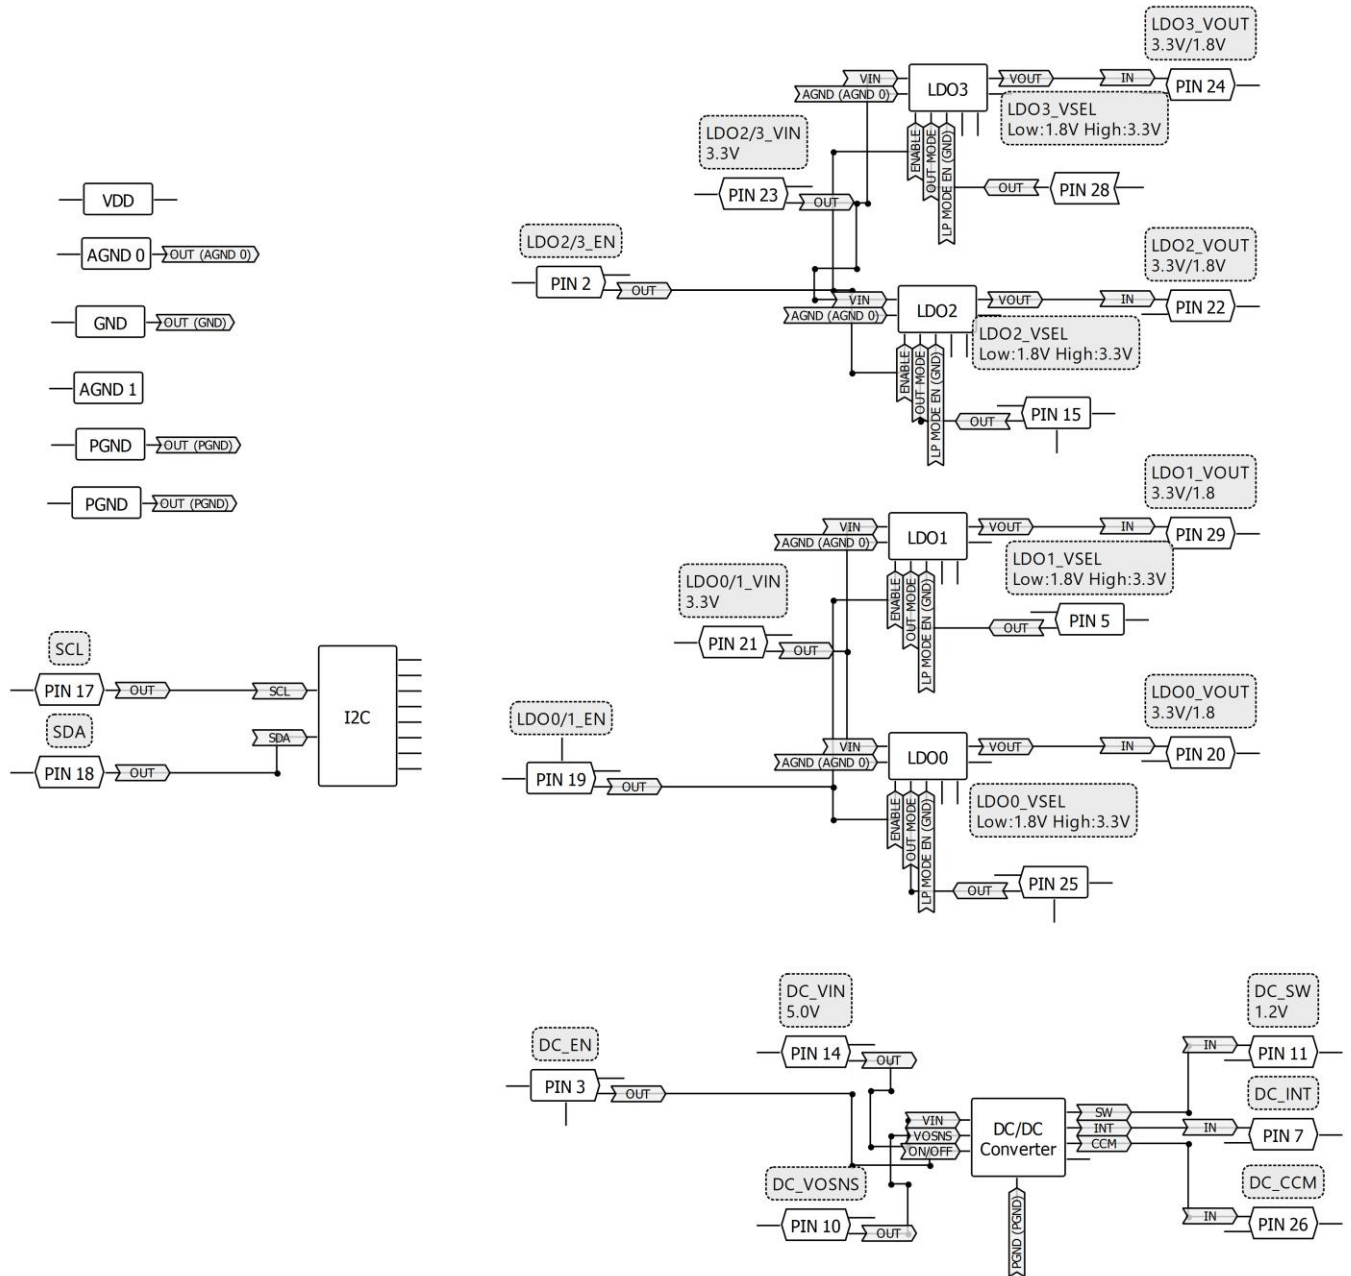 LDO3_VOUT
3.3V/1.8V
VIN
AGND (AGND 0)
LDO3
VOUT
IN
PIN 24
LDO3_VSEL
Low:1.8V High:3.3V
ENABLE
OUT MODE
LP MODE EN (GND)
LDO2/3_VIN
3.3V
PIN 23
OUT
OUT
PIN 28
VDD
AGND 0
OUT (AGND 0)
GND
OUT (GND)
AGND 1
PGND
OUT (PGND)
PGND
OUT (PGND)
LDO2/3_EN
PIN 2
OUT
LDO2_VOUT
3.3V/1.8V
VIN
AGND (AGND 0)
LDO2
VOUT
IN
PIN 22
LDO2_VSEL
Low:1.8V High:3.3V
ENABLE
OUT MODE
LP MODE EN (GND)
OUT
PIN 15
LDO1_VOUT
3.3V/1.8
VIN
AGND (AGND 0)
LDO1
VOUT
IN
PIN 29
LDO1_VSEL
Low:1.8V High:3.3V
ENABLE
OUT MODE
LP MODE EN (GND)
LDO0/1_VIN
3.3V
PIN 21
OUT
OUT
PIN 5
SCL
PIN 17
OUT
SCL
I2C
SDA
PIN 18
OUT
SDA
LDO0/1_EN
PIN 19
OUT
LDO0_VOUT
3.3V/1.8
VIN
AGND (AGND 0)
LDO0
VOUT
IN
PIN 20
LDO0_VSEL
Low:1.8V High:3.3V
ENABLE
OUT MODE
LP MODE EN (GND)
OUT
PIN 25
DC_VIN
5.0V
PIN 14
OUT
DC_EN
PIN 3
OUT
DC_SW
1.2V
IN
PIN 11
VIN
VOSNS
ON/OFF
DC/DC
Converter
SW
INT
CCM
DC_INT
IN
PIN 7
DC_VOSNS
PIN 10
OUT
PGND (PGND)
DC_CCM
IN
PIN 26